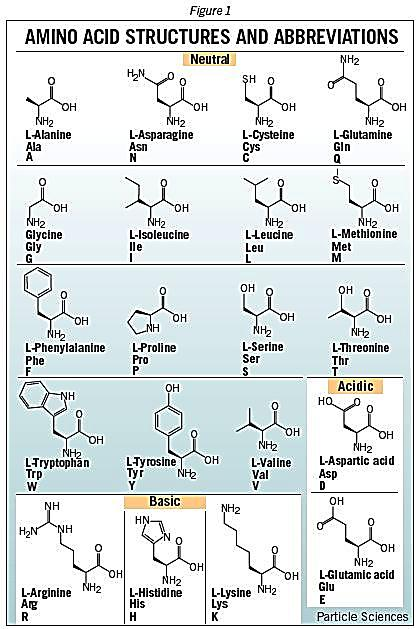 Figure 1
AMINO ACID STRUCTURES AND ABBREVIATIONS
Neutral
O
OH
NH₂
L-Alanine
Ala
A
H₂N
O
O
OH
NH₂
L-Asparagine
Asn
N
SH
O
OH
NH₂
L-Cysteine
Cys
C
NH₂
O
O
OH
NH₂
L-Glutamine
Gln
Q
O
OH
NH₂
Glycine
Gly
G
O
OH
NH₂
L-Isoleucine
Ile
I
O
OH
NH₂
L-Leucine
Leu
L
S
O
OH
NH₂
L-Methionine
Met
M
O
OH
NH₂
L-Phenylalanine
Phe
F
O
OH
NH
L-Proline
Pro
P
OH
O
OH
NH₂
L-Serine
Ser
S
OH
O
OH
NH₂
L-Threonine
Thr
T
NH
O
OH
NH₂
L-Tryptophan
Trp
W
OH
O
OH
NH₂
L-Tyrosine
Tyr
Y
O
OH
NH₂
L-Valine
Val
V
Acidic
HO
O
O
OH
NH₂
L-Aspartic acid
Asp
D
Basic
NH
H₂N
NH
O
OH
NH₂
L-Arginine
Arg
R
HN
N
O
OH
NH₂
L-Histidine
His
H
NH₂
O
OH
NH₂
L-Lysine
Lys
K
OH
O
O
OH
NH₂
L-Glutamic acid
Glu
E
Particle Sciences